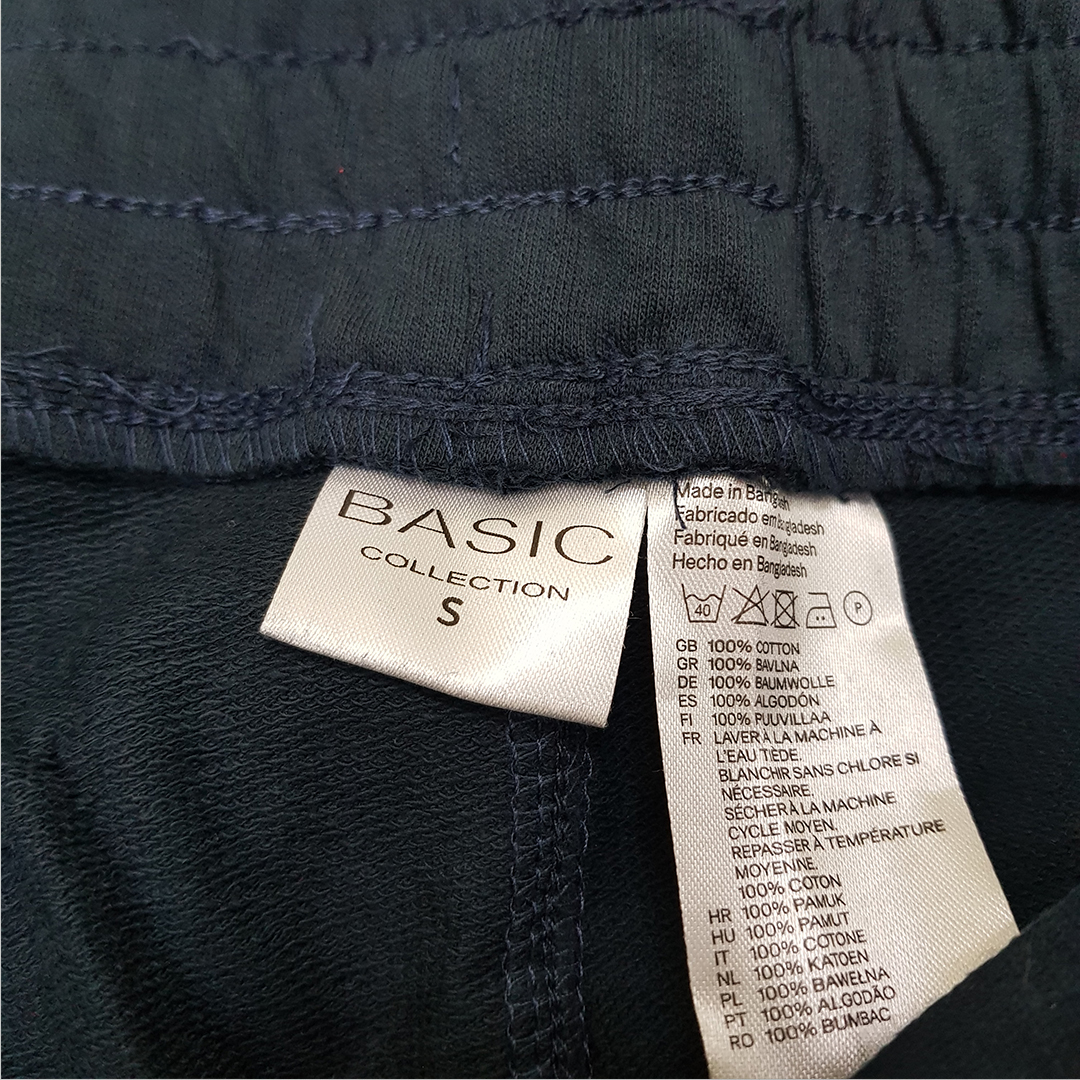 BASIC
COLLECTION
S
Made in
Fabricado em Bangladesh
Fabriqué en Bangladesh
Hecho en Bangladesh
40 P
GB 100% COTTON
GR 100% BAVLNA
DE 100% BAUMWOLLE
ES 100% ALGODÓN
FI 100% PUUVILLAA
FR LAVER À LA MACHINE À
L'EAU TIÈDE.
BLANCHIR SANS CHLORE SI
NÉCESSAIRE.
SÉCHER À LA MACHINE
CYCLE MOYEN.
REPASSER À TEMPÉRATURE
MOYENNE.
100% COTON
HR 100% PAMUK
HU 100% PAMUT
IT 100% COTONE
NL 100% KATOEN
PL 100% BAWEŁNA
PT 100% ALGODÃO
RO 100% BUMBAC